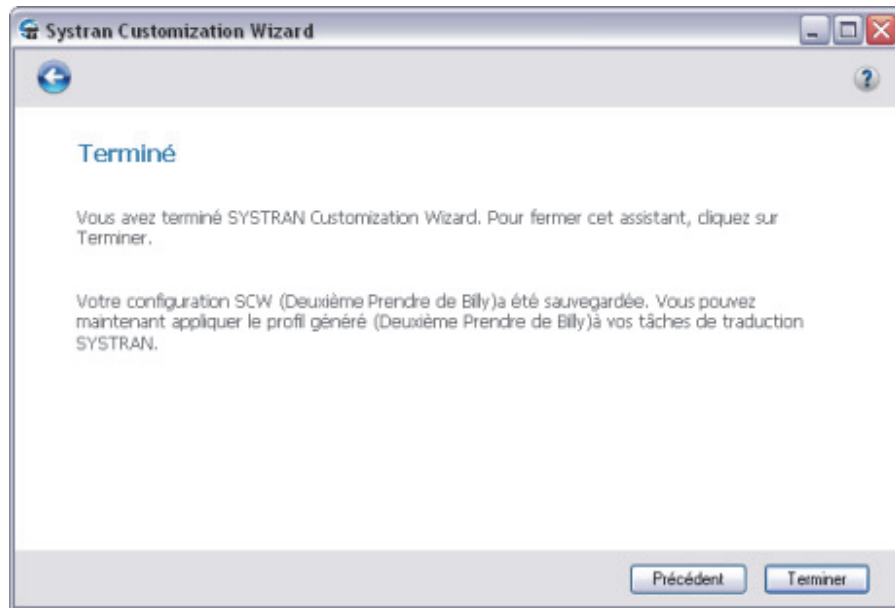 Systran Customization Wizard
?
Terminé
Vous avez terminé SYSTRAN Customization Wizard. Pour fermer cet assistant, cliquez sur
Terminer.
Votre configuration SCW (Deuxième Prendre de Billy)a été sauvegardée. Vous pouvez
maintenant appliquer le profil généré (Deuxième Prendre de Billy)à vos tâches de traduction
SYSTRAN.
Précédent Terminer